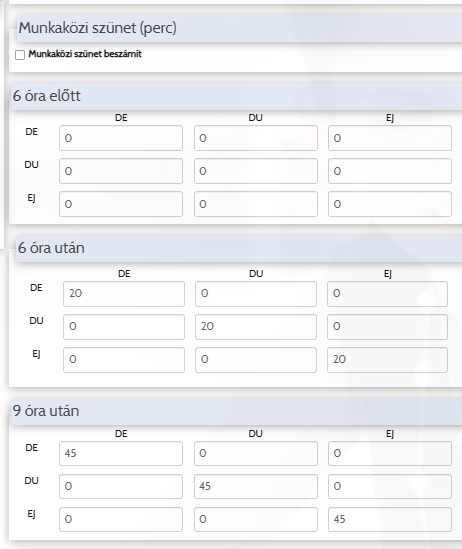 Munkaközi szünet (perc)
Munkaközi szünet beszámít
6 óra előtt
DE DU EJ
DE 0 0 0
DU 0 0 0
EJ 0 0 0
6 óra után
DE DU EJ
DE 20 0 0
DU 0 20 0
EJ 0 0 20
9 óra után
DE DU EJ
DE 45 0 0
DU 0 45 0
EJ 0 0 45